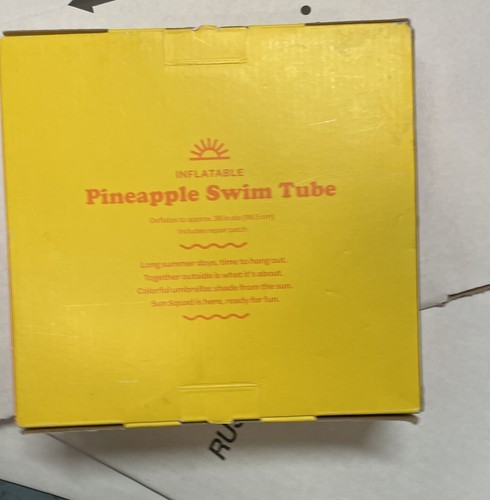 INFLATABLE
Pineapple Swim Tube
Deflates to approx. 38 in dia (96.5 cm)
Includes repair patch
Long summer days, time to hang out.
Together outside is what it's about.
Colorful umbrellas shade from the sun.
Sun Squad is here, ready for fun.
RUS